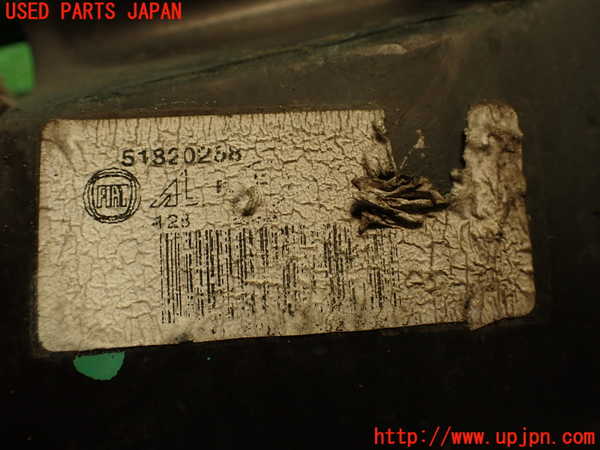 USED PARTS JAPAN
51820268
FIAT AL
423
http://www.upjpn.com/